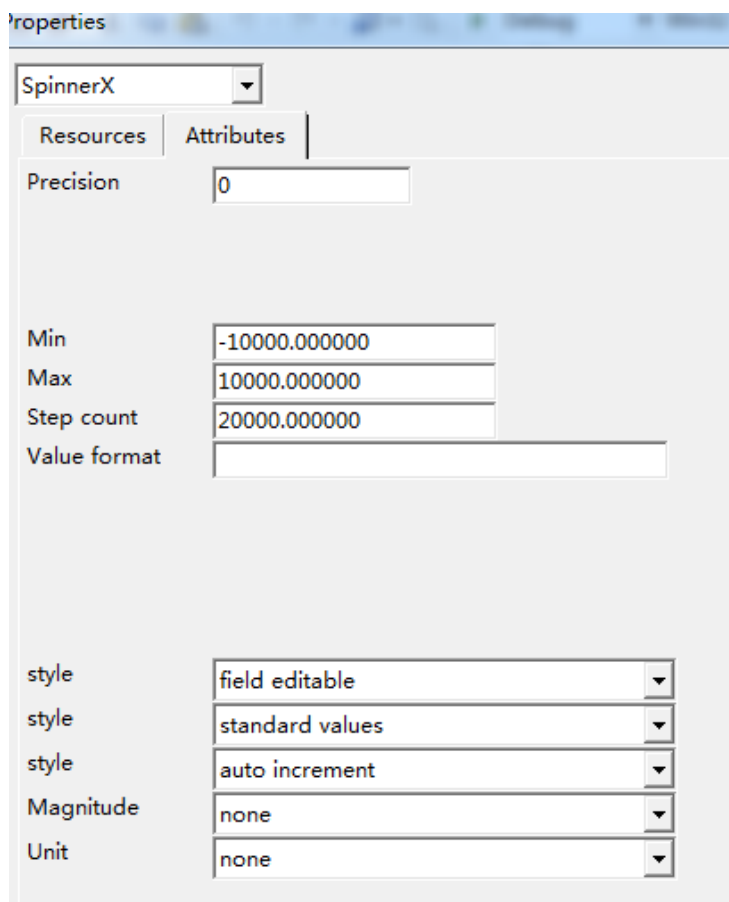 Properties
SpinnerX
Resources Attributes
Precision 0
Min -10000.000000
Max 10000.000000
Step count 20000.000000
Value format
style field editable
style standard values
style auto increment
Magnitude none
Unit none